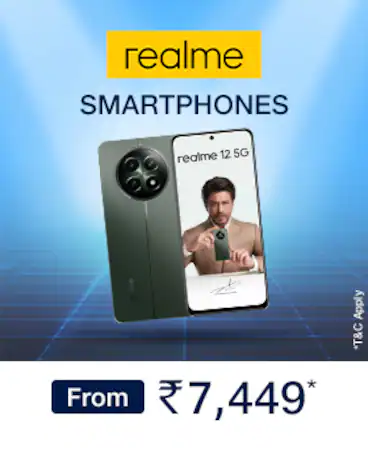 realme
SMARTPHONES
realme 12 5G
*T&C Apply
From ₹7,449*